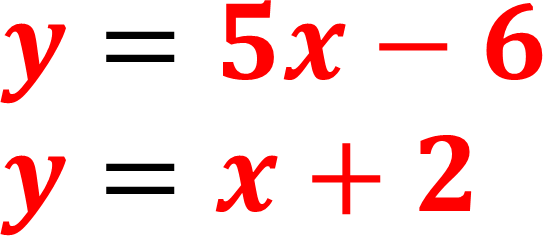 y = 5x − 6
y = x + 2